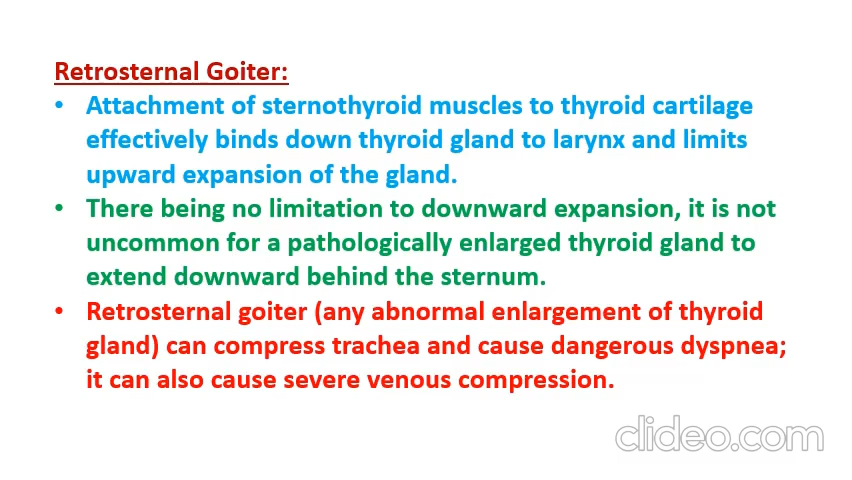 Retrosternal Goiter:
• Attachment of sternothyroid muscles to thyroid cartilage
effectively binds down thyroid gland to larynx and limits
upward expansion of the gland.
• There being no limitation to downward expansion, it is not
uncommon for a pathologically enlarged thyroid gland to
extend downward behind the sternum.
• Retrosternal goiter (any abnormal enlargement of thyroid
gland) can compress trachea and cause dangerous dyspnea;
it can also cause severe venous compression.
clideo.com